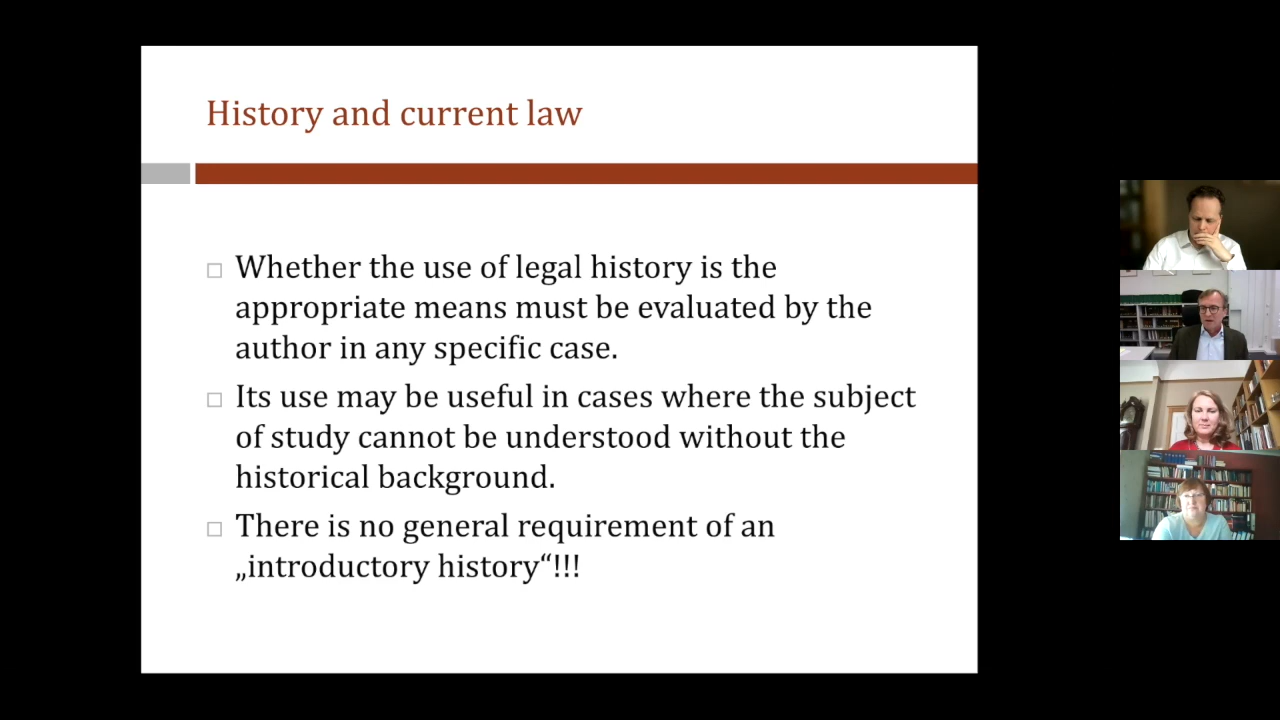 History and current law
Whether the use of legal history is the
appropriate means must be evaluated by the
author in any specific case.
Its use may be useful in cases where the subject
of study cannot be understood without the
historical background.
There is no general requirement of an
„introductory history“!!!